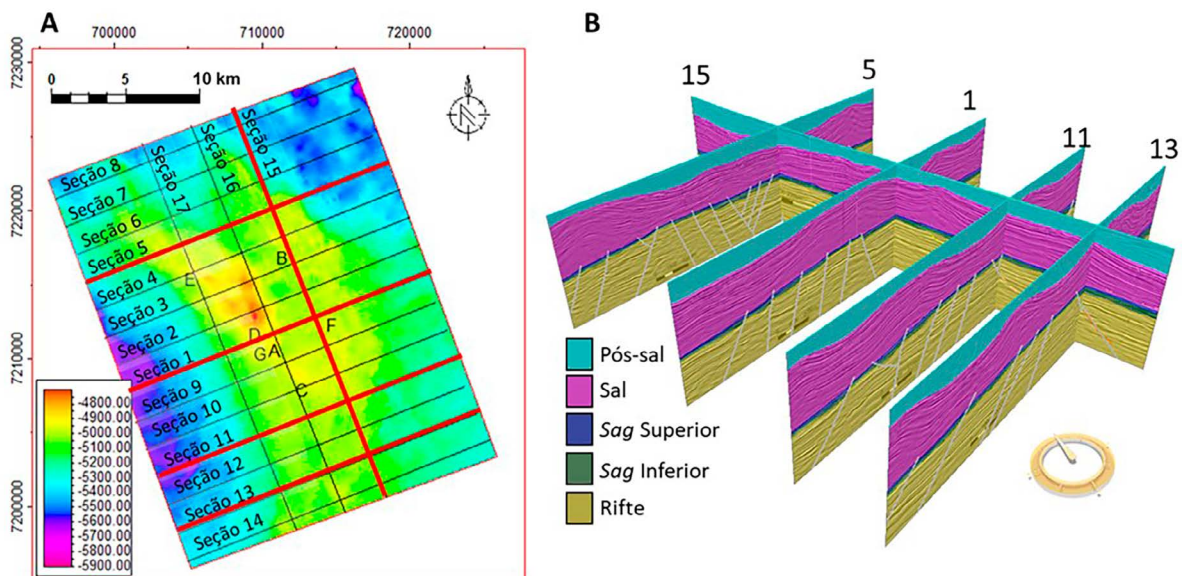 A
700000
710000
720000
7230000
7220000
7210000
7200000
0
5
10 km
Seção 8
Seção 7
Seção 6
Seção 5
Seção 4
Seção 3
Seção 2
Seção 1
Seção 9
Seção 10
Seção 11
Seção 12
Seção 13
Seção 14
Seção 17
Seção 16
Seção 15
B
E
D
F
GA
C
-4800.00
-4900.00
-5000.00
-5100.00
-5200.00
-5300.00
-5400.00
-5500.00
-5600.00
-5700.00
-5800.00
-5900.00
B
15
5
1
11
13
Pós-sal
Sal
Sag Superior
Sag Inferior
Rifte